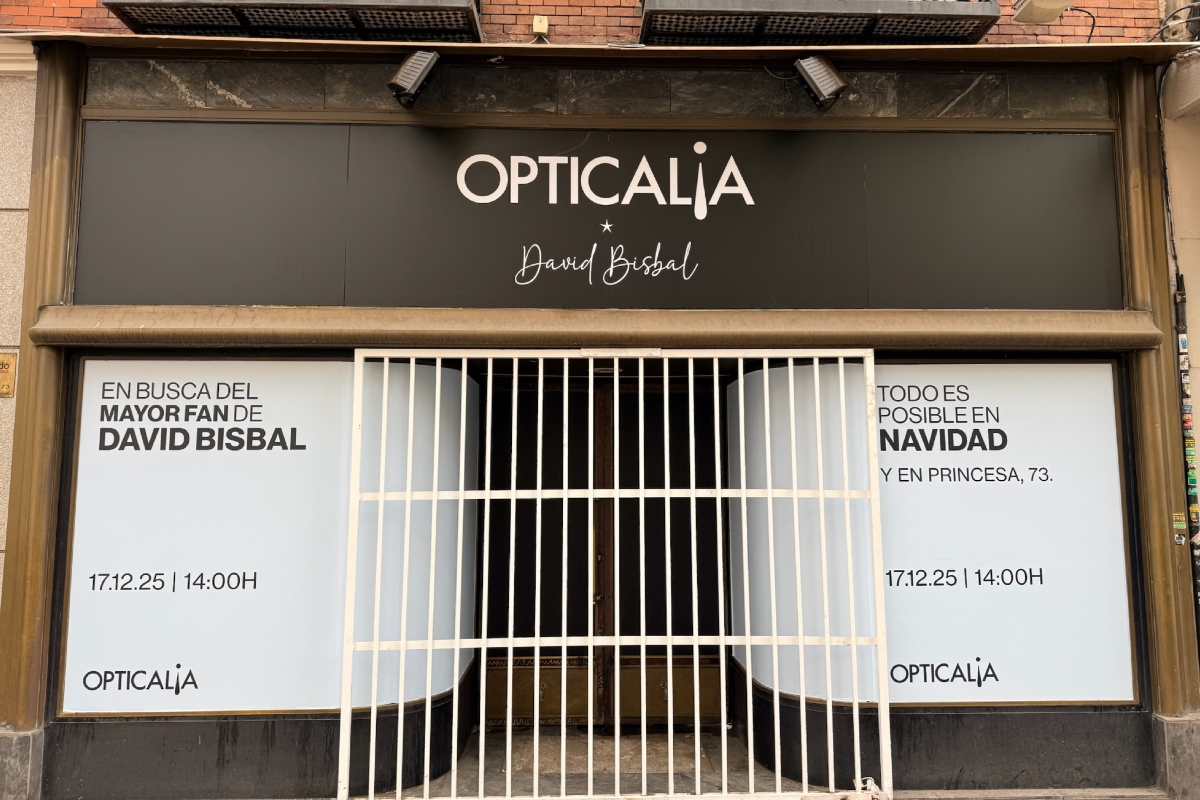 OPTICALiA
David Bisbal
EN BUSCA DEL
MAYOR FAN DE
DAVID BISBAL
17.12.25 | 14:00H
OPTICALiA
TODO ES
POSIBLE EN
NAVIDAD
Y EN PRINCESA, 73.
17.12.25 | 14:00H
OPTICALiA